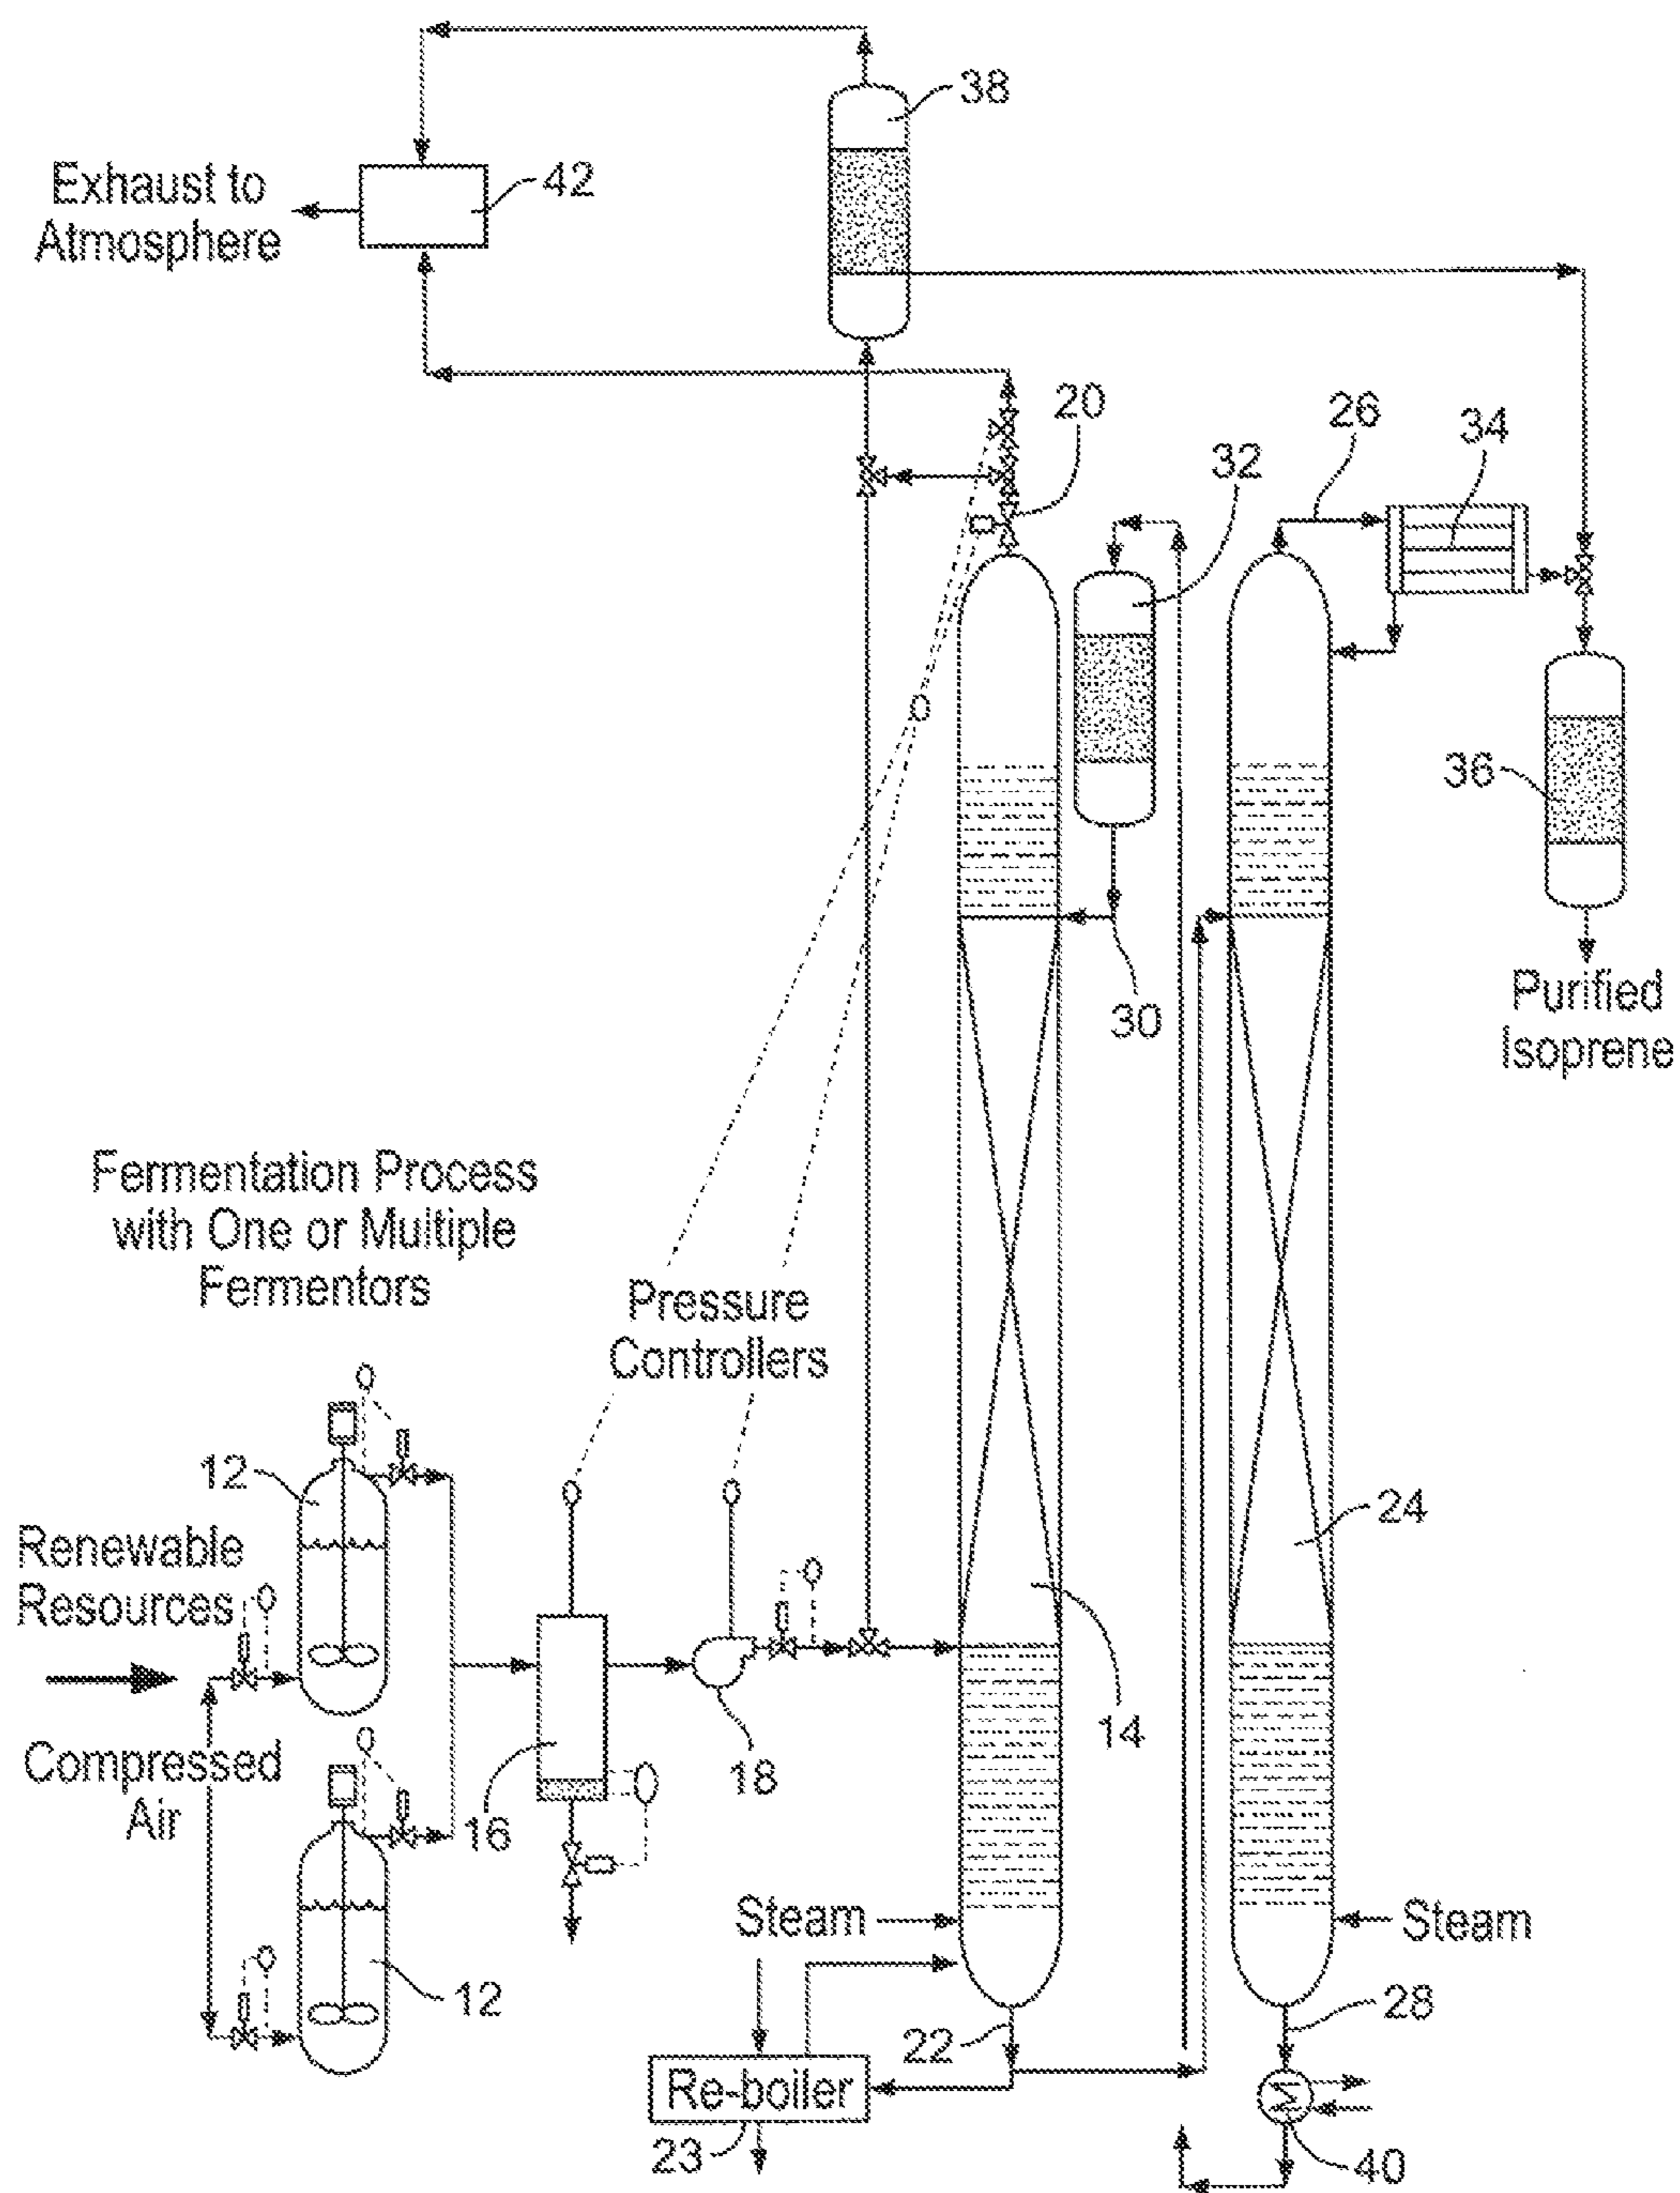 38
Exhaust to
Atmosphere
42
20
26
34
32
36
30
Purified
Isoprene
Fermentation Process
with One or Multiple
Fermentors
Pressure
Controllers
12
Renewable
Resources
24
14
18
Compressed
Air
16
Steam
Steam
12
22
28
Re-boiler
23
40